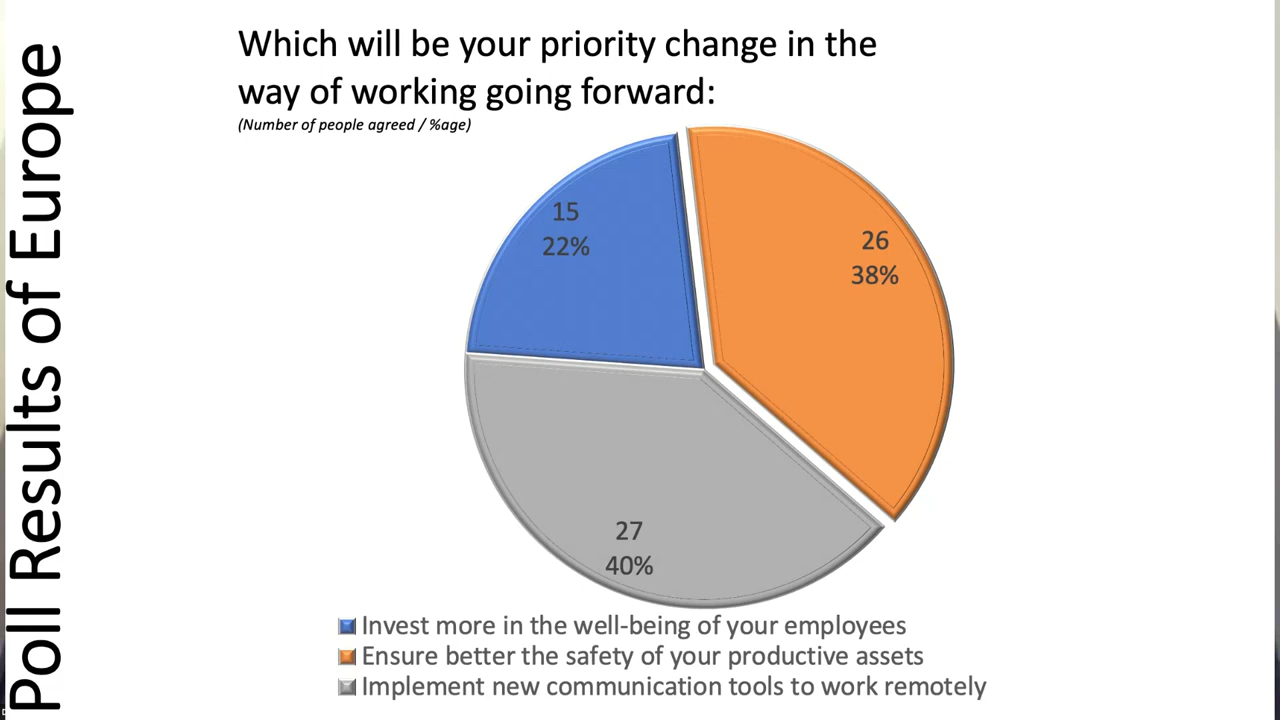 Poll Results of Europe
Which will be your priority change in the
way of working going forward:
(Number of people agreed / %age)
15
22%
26
38%
27
40%
Invest more in the well-being of your employees
Ensure better the safety of your productive assets
Implement new communication tools to work remotely